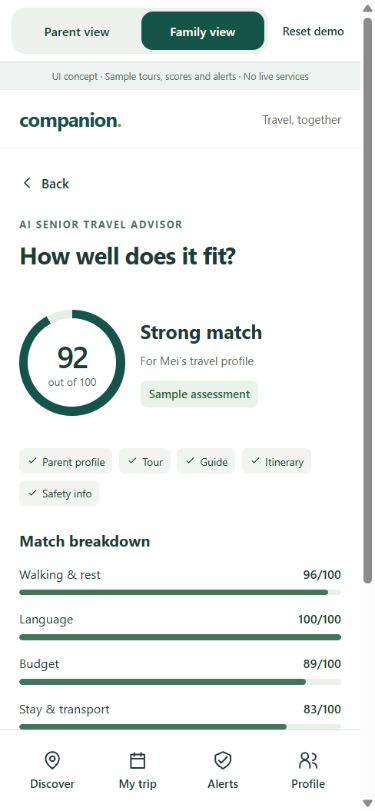 Parent view
Family view
Reset demo
UI concept · Sample tours, scores and alerts · No live services
companion.
Travel, together
Back
AI SENIOR TRAVEL ADVISOR
How well does it fit?
92
out of 100
Strong match
For Mei's travel profile
Sample assessment
Parent profile
Tour
Guide
Itinerary
Safety info
Match breakdown
Walking & rest 96/100
Language 100/100
Budget 89/100
Stay & transport 83/100
Discover
My trip
Alerts
Profile